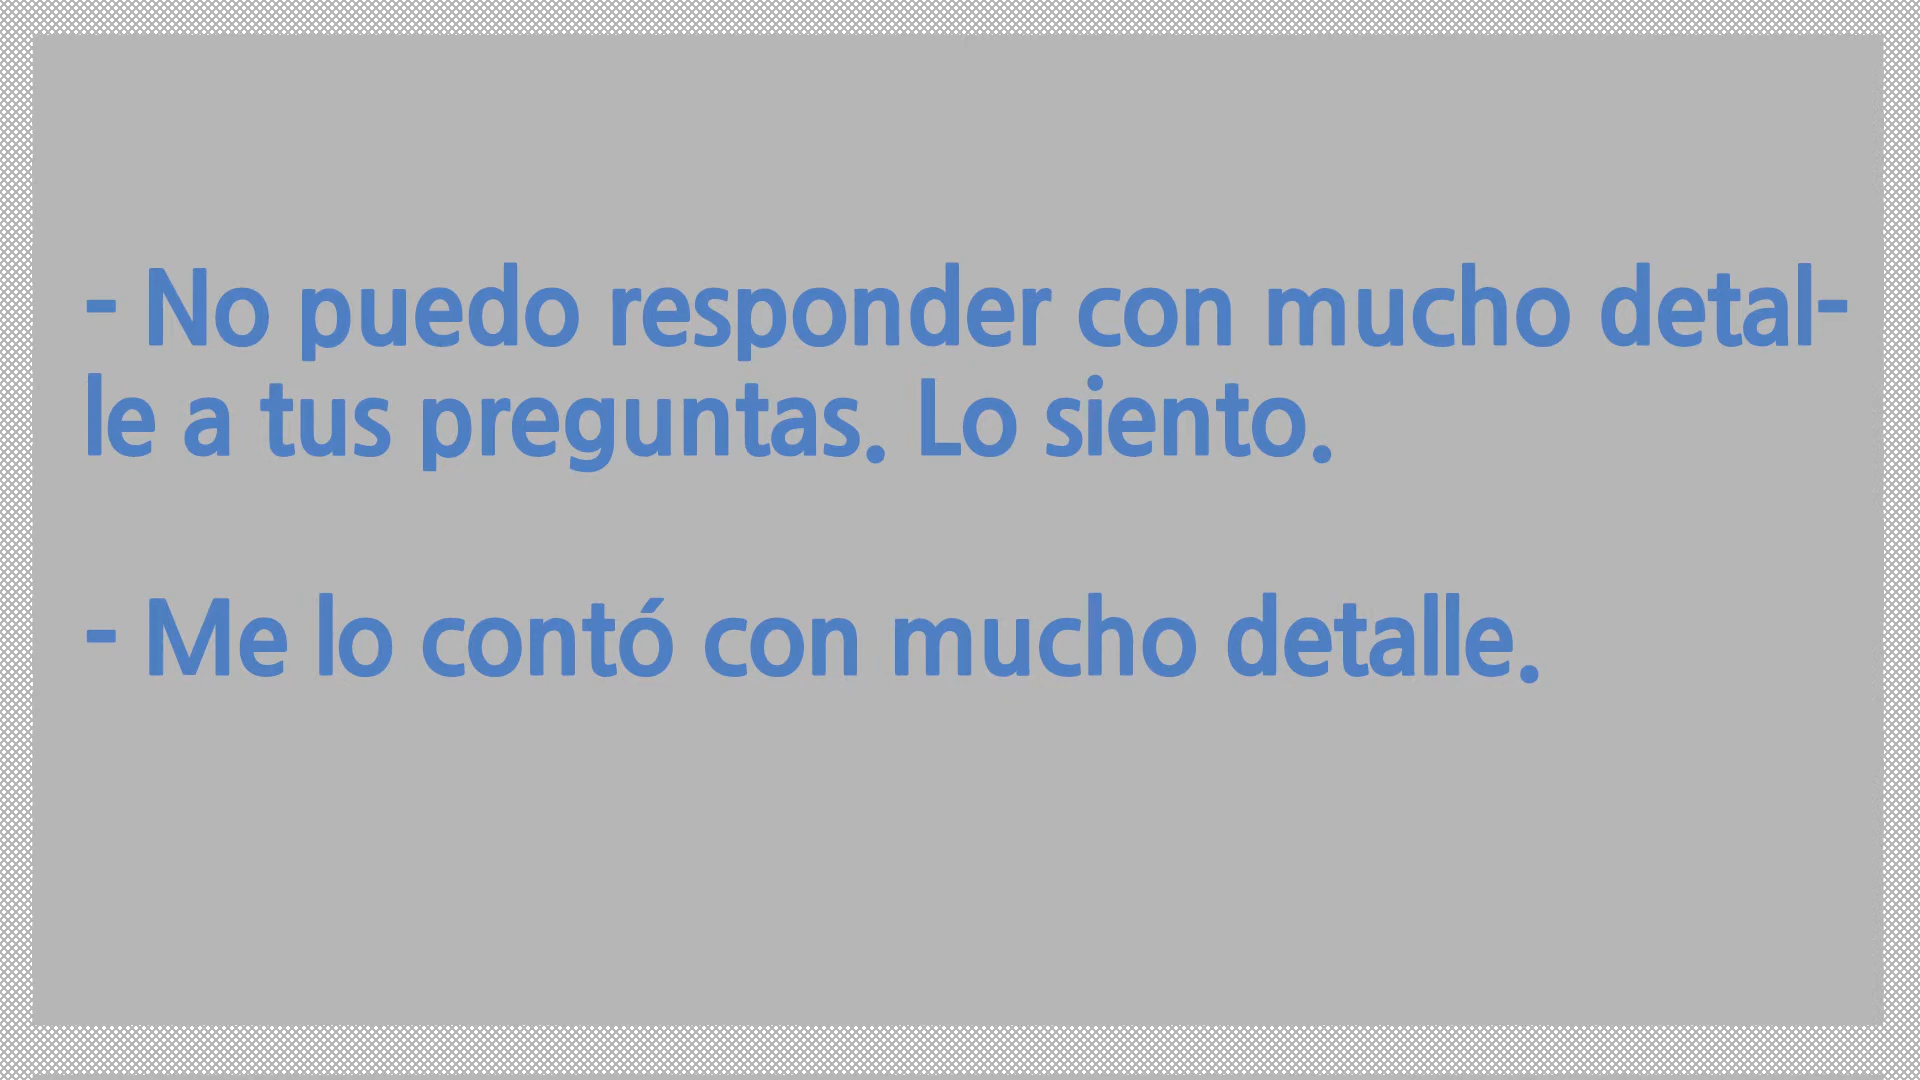 - No puedo responder con mucho detal-
le a tus preguntas. Lo siento.
- Me lo contó con mucho detalle.